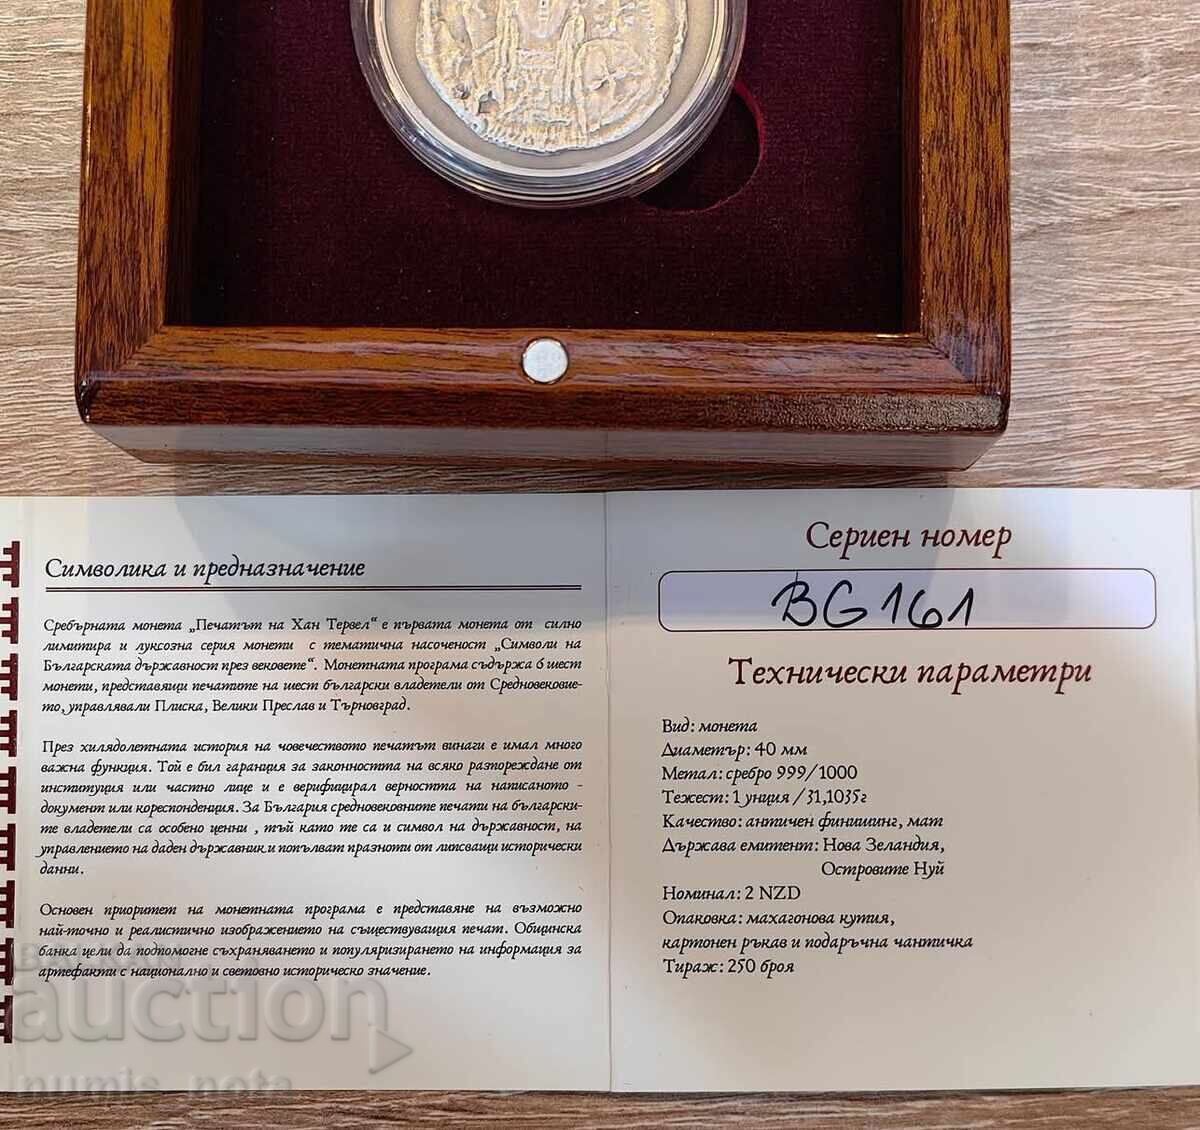 Символика и предназначение
Сребърната монета „Печатът на Хан Тервел“ е първата монета от силно
лимитира и луксозна серия монети с тематична насоченост „Символи на
Българската държавност през вековете“. Монетната програма съдържа 6 шест
монети, представящи печатите на шест български владетели от Средновековие-
то, управлявали Плиска, Велики Преслав и Търновград.
През хилядолетната история на човечеството печатът винаги е имал много
важна функция. Той е бил гаранция за законността на всяко разпореждане от
институция или частно лице и е верифицирал верността на написаното -
документ или кореспонденция. За България средновековните печати на български-
те владетели са особено ценни , тъй като те са и символ на държавност, на
управлението на даден държавник и попълват празноти от липсващи исторически
данни.
Основен приоритет на монетната програма е представяне на възможно
най-точно и реалистично изображението на съществуващия печат. Общинска
банка цели да подпомогне съхраняването и популяризирането на информация за
артефакти с национално и световно историческо значение.
Сериен номер
BG 161
Технически параметри
Вид: монета
Диаметър: 40 мм
Метал: сребро 999/1000
Тежест: 1 унция / 31,1035г
Качество: античен финишинг, мат
Държава емитент: Нова Зеландия,
Островите Нуй
Номинал: 2 NZD
Опаковка: махагонова кутия,
картонен ръкав и подаръчна чантичка
Тираж: 250 броя
BALKAN
auction
numis_nota